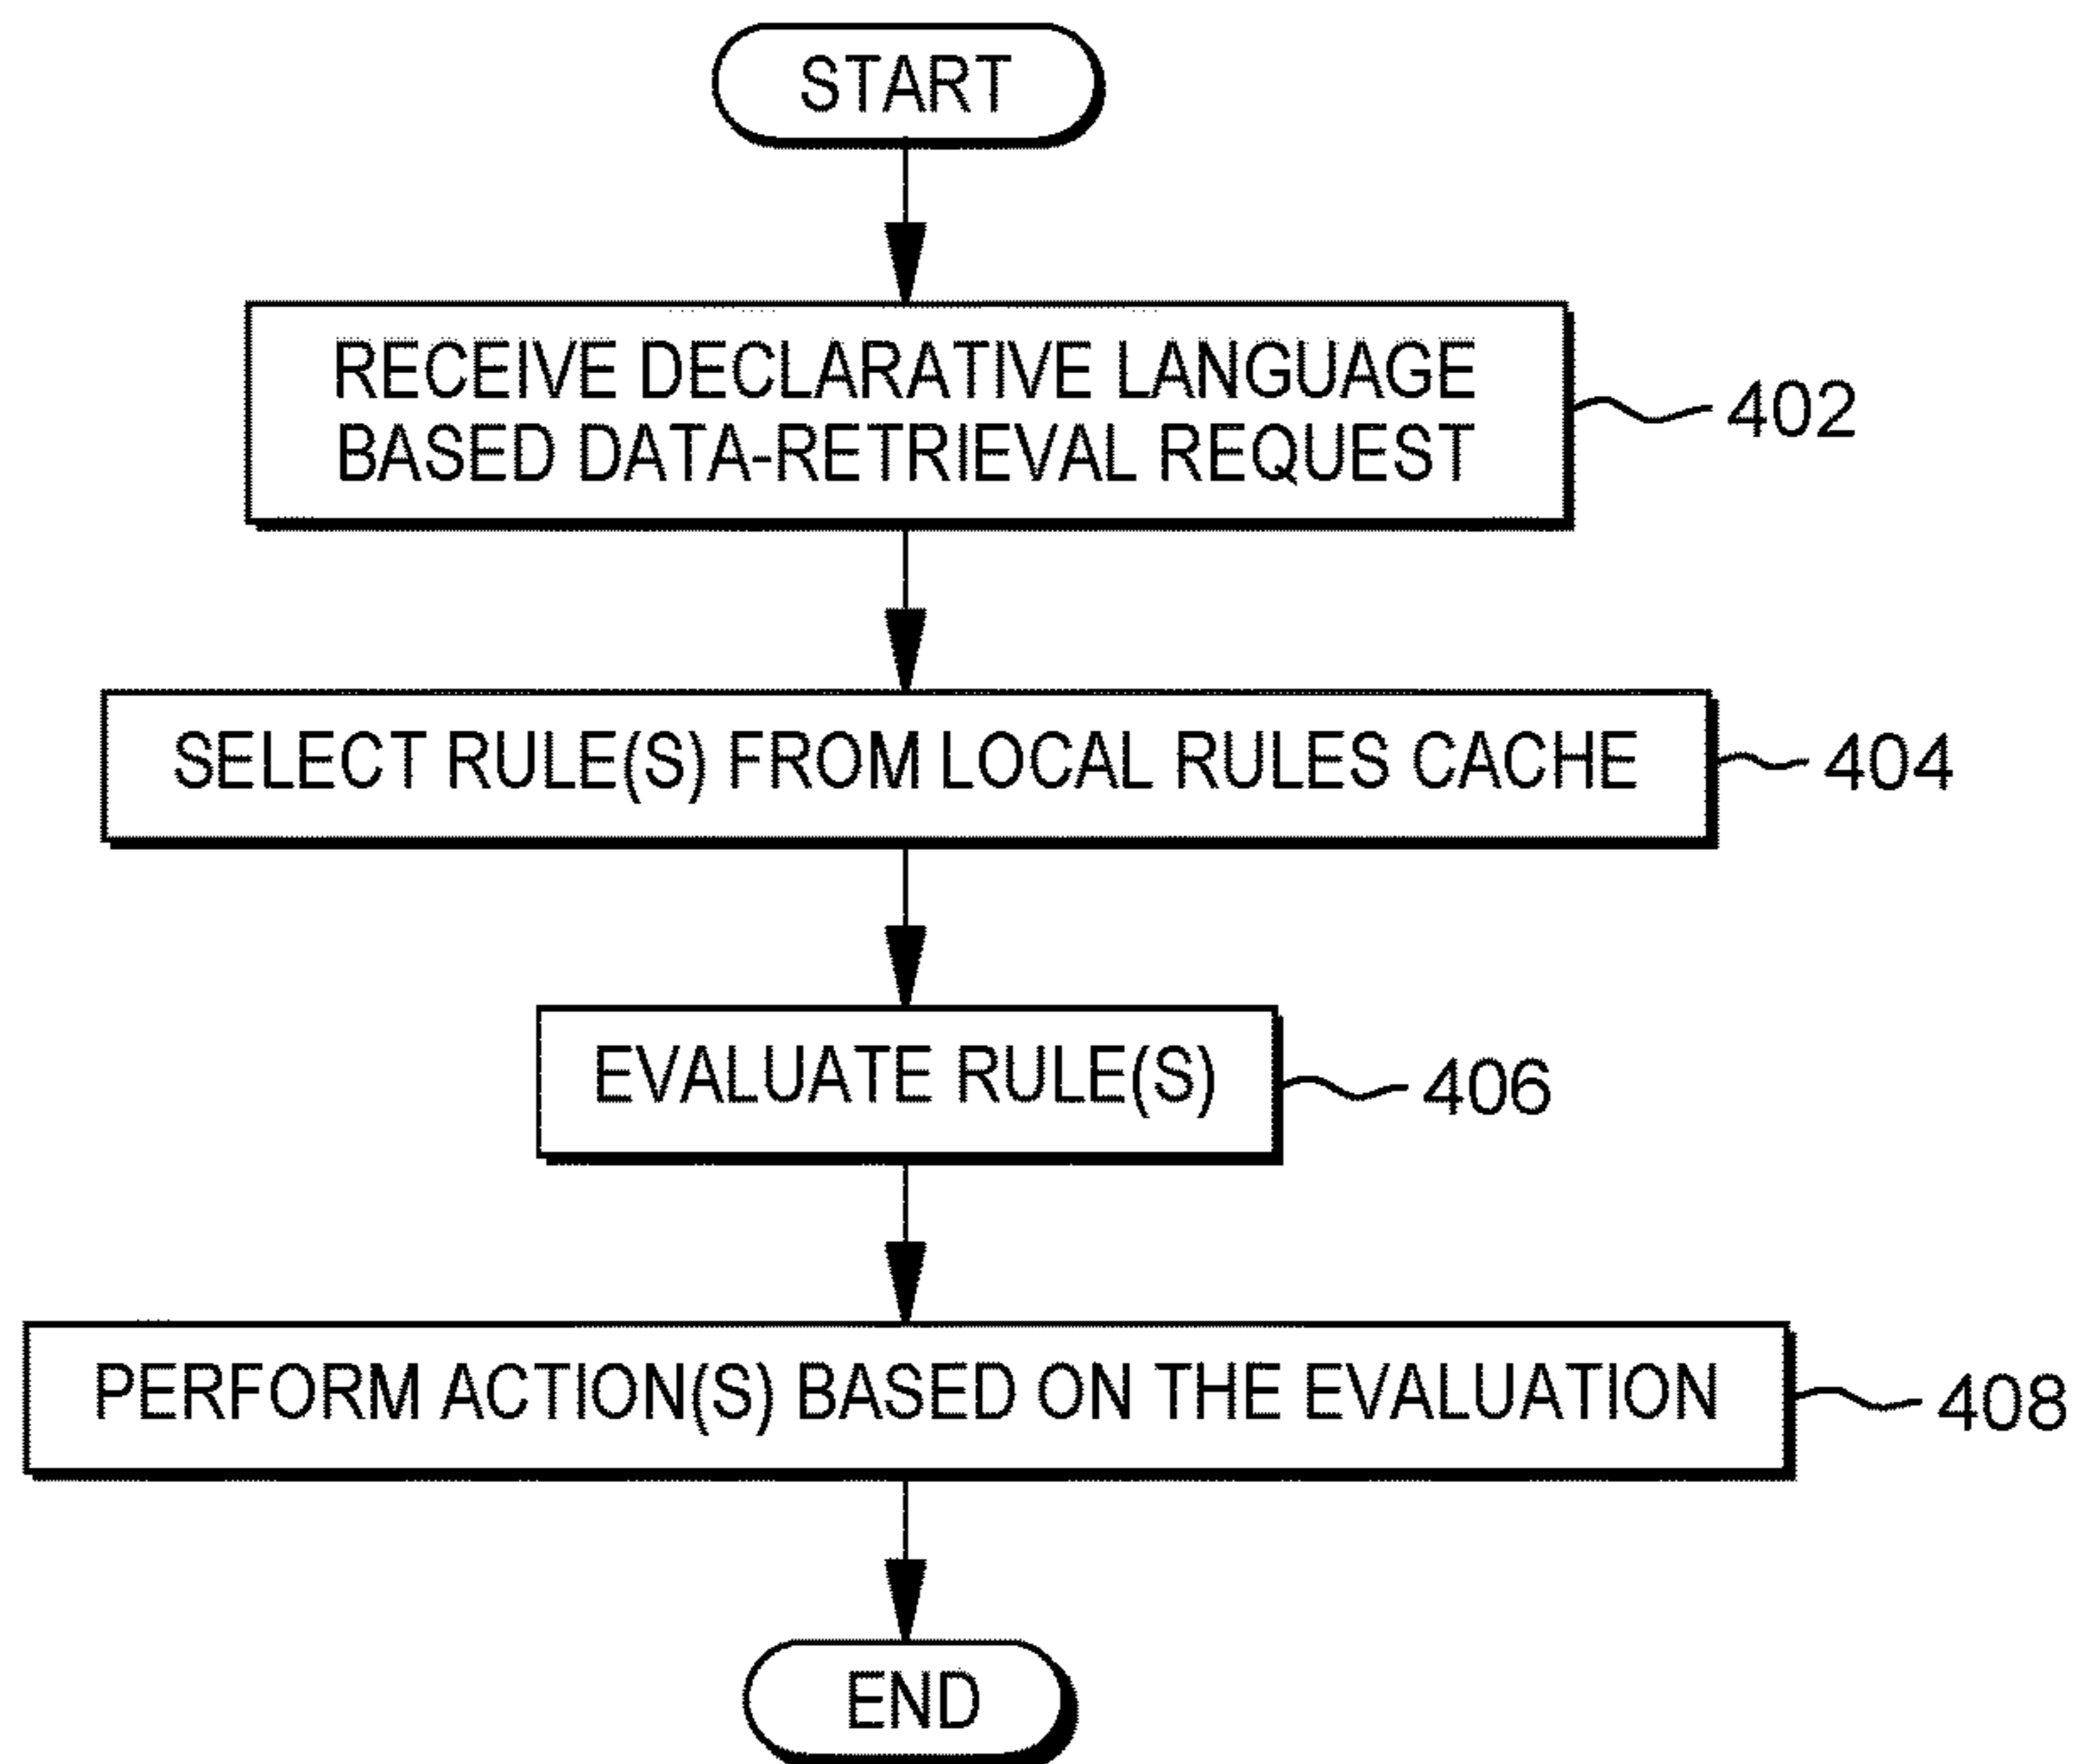 START
RECEIVE DECLARATIVE LANGUAGE
BASED DATA-RETRIEVAL REQUEST
402
SELECT RULE(S) FROM LOCAL RULES CACHE
404
EVALUATE RULE(S)
406
PERFORM ACTION(S) BASED ON THE EVALUATION
408
END